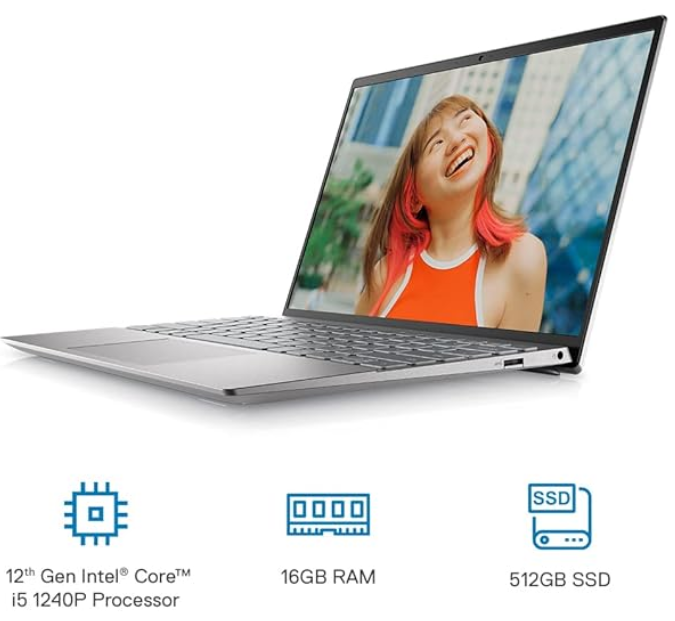 SSD
12th Gen Intel® Core™
i5 1240P Processor
16GB RAM
512GB SSD